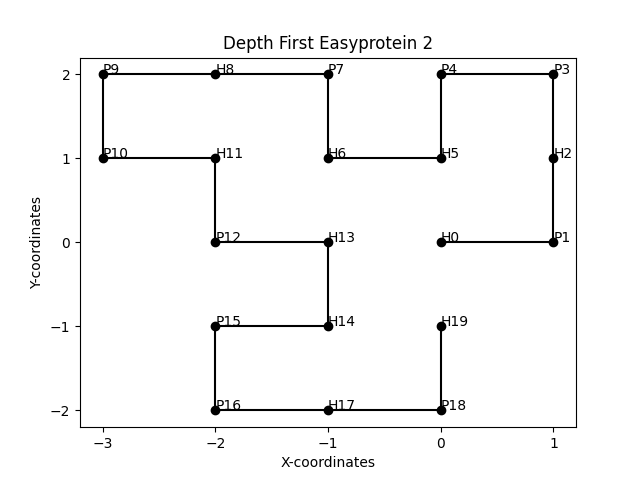 Depth First Easyprotein 2
P9 H8 P7 P4 P3
P10 H11 H6 H5 H2
P12 H13 H0 P1
P15 H14 H19
P16 H17 P18
2
1
0
−1
−2
Y-coordinates
−3 −2 −1 0 1
X-coordinates